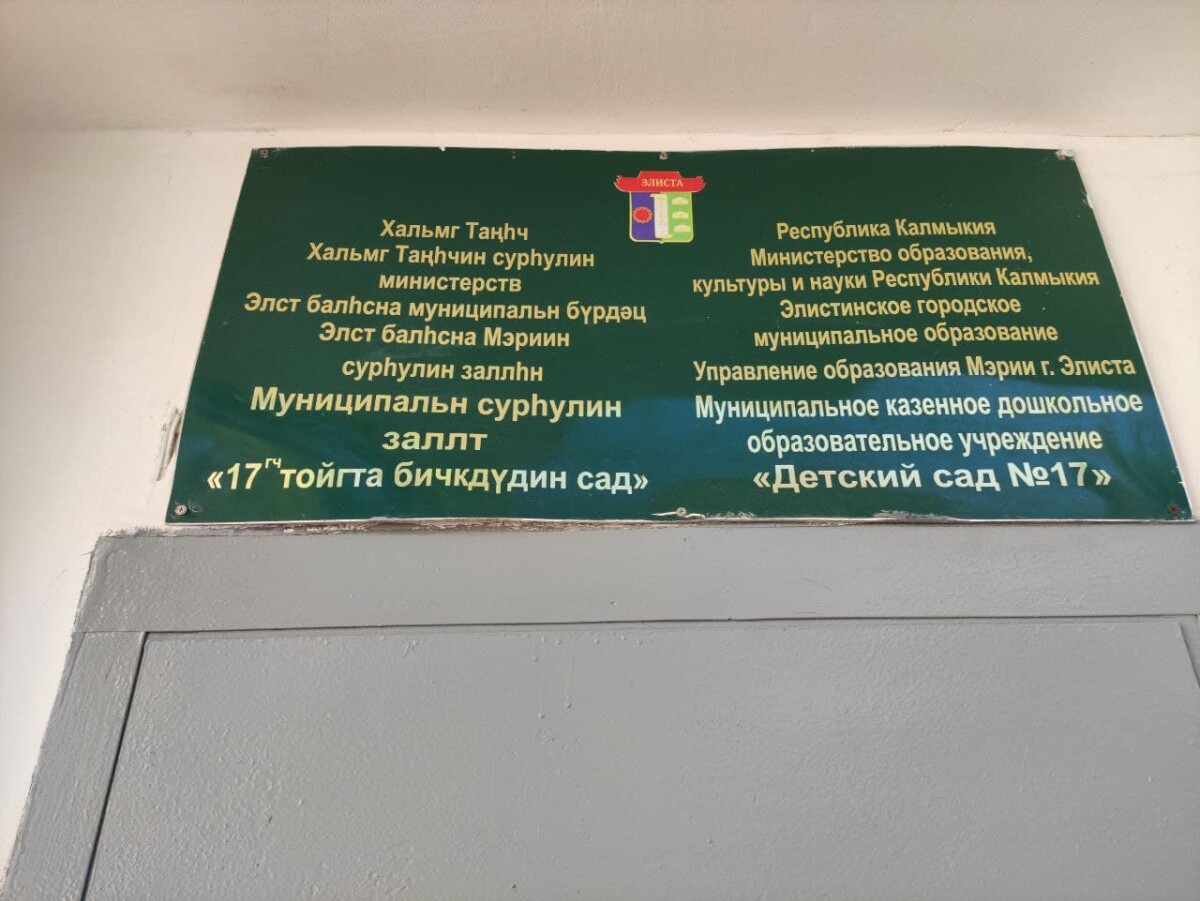 ЭЛИСТА
Хальмг Таңһч
Хальмг Таңһчин сурһулин
министерств
Элст балһсна муниципальн бүрдәц
Элст балһсна Мэриин
сурһулин заллһн
Муниципальн сурһулин
заллт
«17гч тойгта бичкдүдин сад»
Республика Калмыкия
Министерство образования,
культуры и науки Республики Калмыкия
Элистинское городское
муниципальное образование
Управление образования Мэрии г. Элиста
Муниципальное казенное дошкольное
образовательное учреждение
«Детский сад №17»